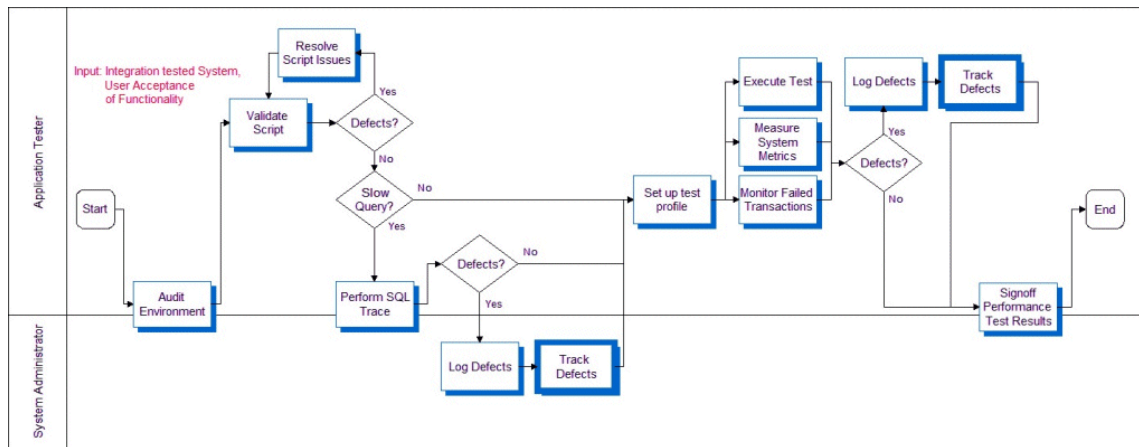 Application Tester
System Administrator
Input: Integration tested System,
User Acceptance
of Functionality
Start
Audit
Environment
Validate
Script
Resolve
Script Issues
Yes
Defects?
No
Slow
Query?
No
Yes
Perform SQL
Trace
Defects?
No
Yes
Log Defects
Track
Defects
Set up test
profile
Execute Test
Measure
System
Metrics
Monitor Failed
Transactions
Defects?
Yes
No
Log Defects
Track
Defects
Signoff
Performance
Test Results
End